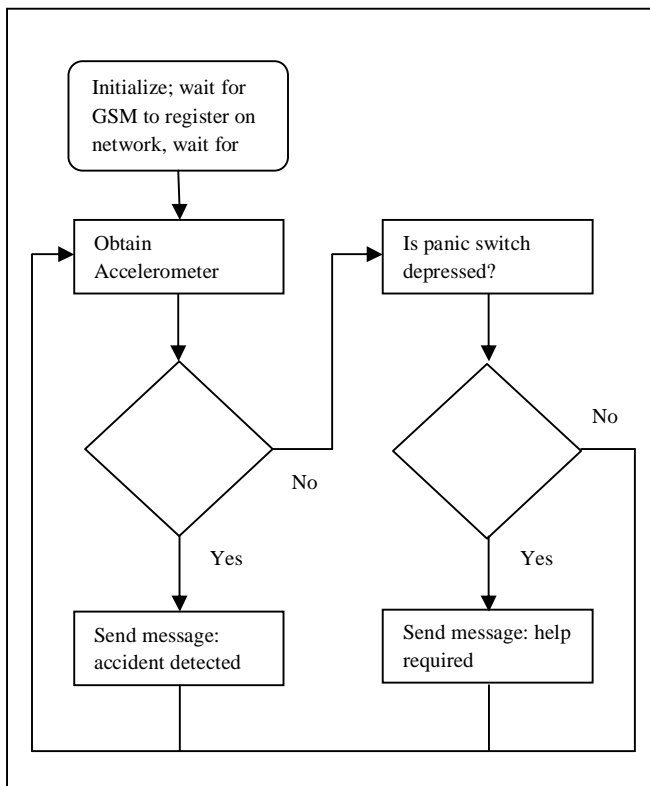 Initialize; wait for
GSM to register on
network, wait for
Obtain
Accelerometer
Is panic switch
depressed?
No
No
Yes
Yes
Send message:
accident detected
Send message: help
required